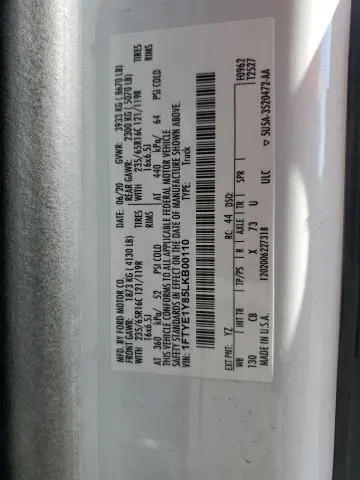 MFD. BY FORD MOTOR CO.
DATE: 06/20 GVWR: 3933 KG ( 8670 LB)
FRONT GAWR: 1873 KG ( 4130 LB) REAR GAWR: 2300 KG ( 5070 LB)
WITH 235/65R16C 121/119R TIRES WITH 235/65R16C 121/119R TIRES
16x6.5J RIMS 16x6.5J RIMS
AT 360 kPa/ 52 PSI COLD AT 440 kPa/ 64 PSI COLD
THIS VEHICLE CONFORMS TO ALL APPLICABLE FEDERAL MOTOR VEHICLE
SAFETY STANDARDS IN EFFECT ON THE DATE OF MANUFACTURE SHOWN ABOVE.
VIN: 1FTYE1Y85LKB00110 TYPE: Truck
EXT PNT: YZ RC: 44 DSO: F0962
T2527
WB TP/PS R AXLE TR SPR
130 CB X 73 U
ULC
MADE IN U.S.A. 1202006227318 5USA-3520472-AA